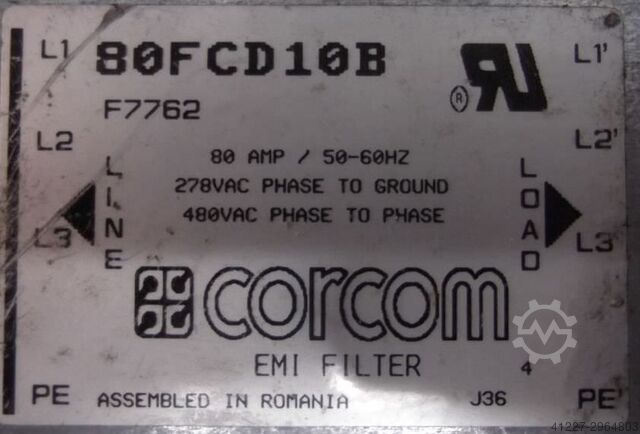 L1 80FCD10B L1'
F7762
L2 L2'
80 AMP / 50-60HZ
278VAC PHASE TO GROUND
480VAC PHASE TO PHASE
LINE
LOAD
L3 L3'
corcom
EMI FILTER 4
PE ASSEMBLED IN ROMANIA J36 PE'
41227-2964803